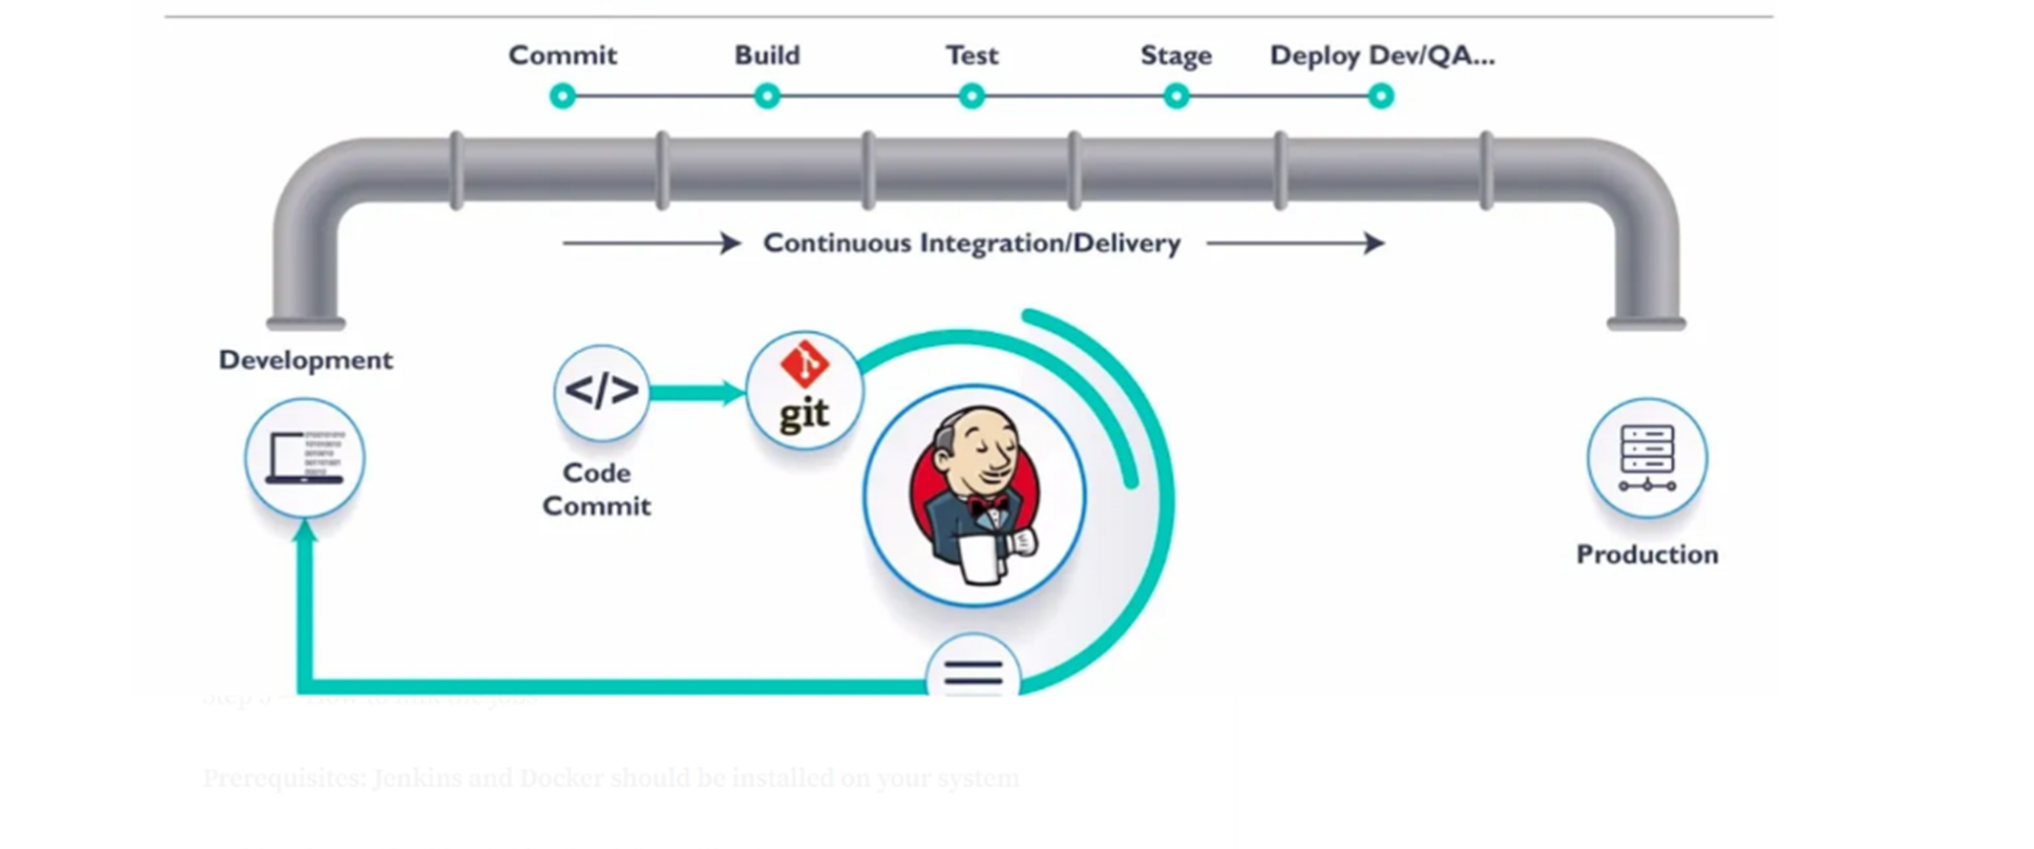 Commit
Build
Test
Stage
Deploy Dev/QA...
Continuous Integration/Delivery
Development
</>
git
Code
Commit
Production
Step 3 — How to link the jobs
Prerequisites: Jenkins and Docker should be installed on your system